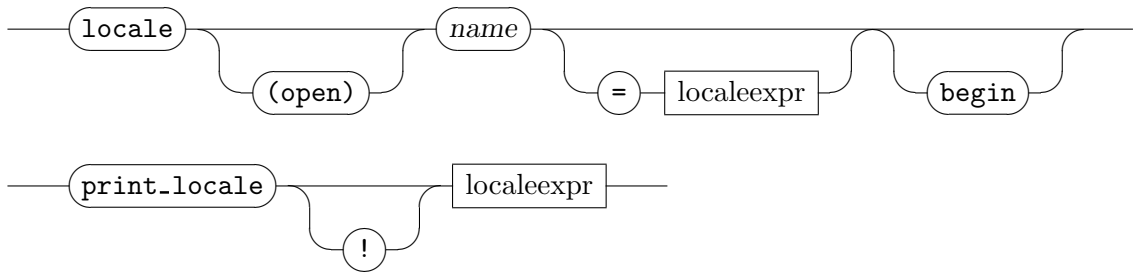 locale name
(open) = localeexpr begin
print_locale localeexpr
!